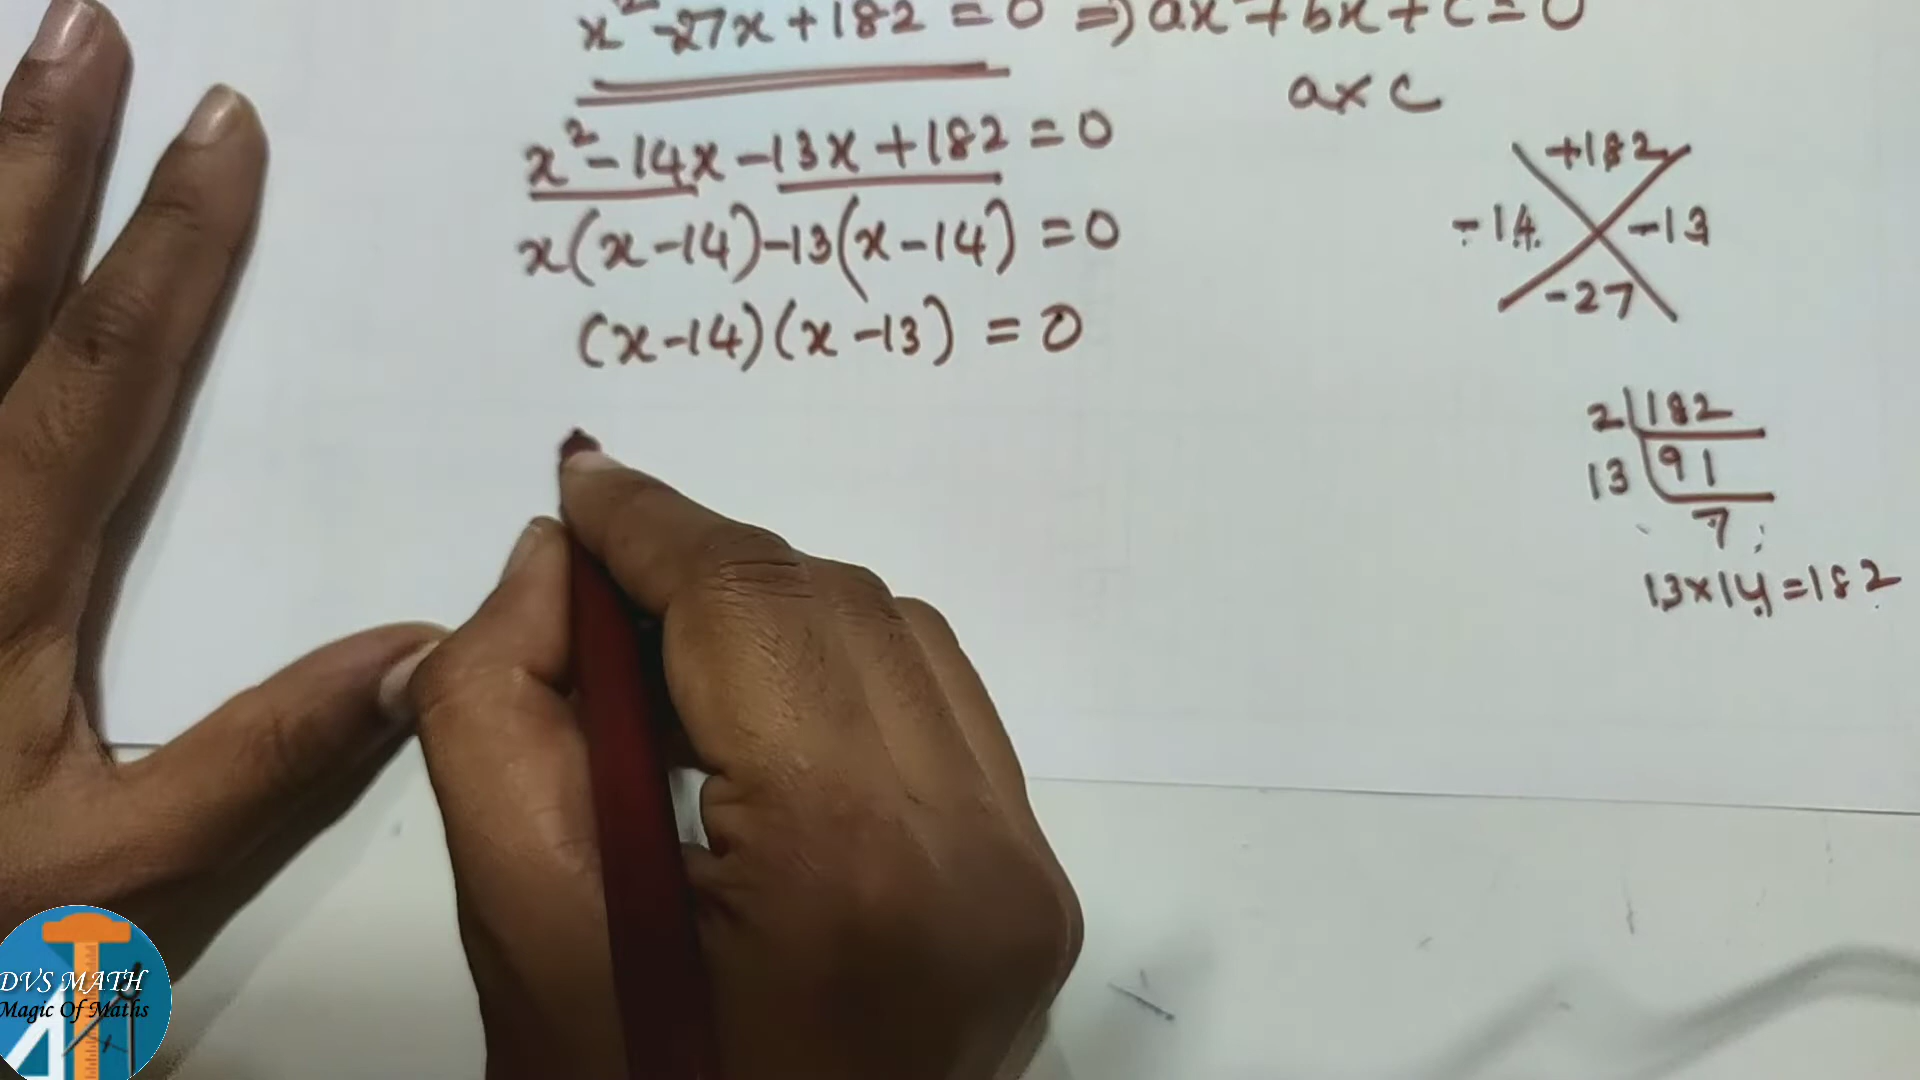 x² -27x+182 = 0 ⇒ ax²+bx+c=0
a×c
x²-14x-13x+182=0
x(x-14)-13(x-14)=0
(x-14)(x-13)=0
+182
-14 -13
-27
2|182
13|91
7
13×14=182
DVS MATH
Magic Of Maths